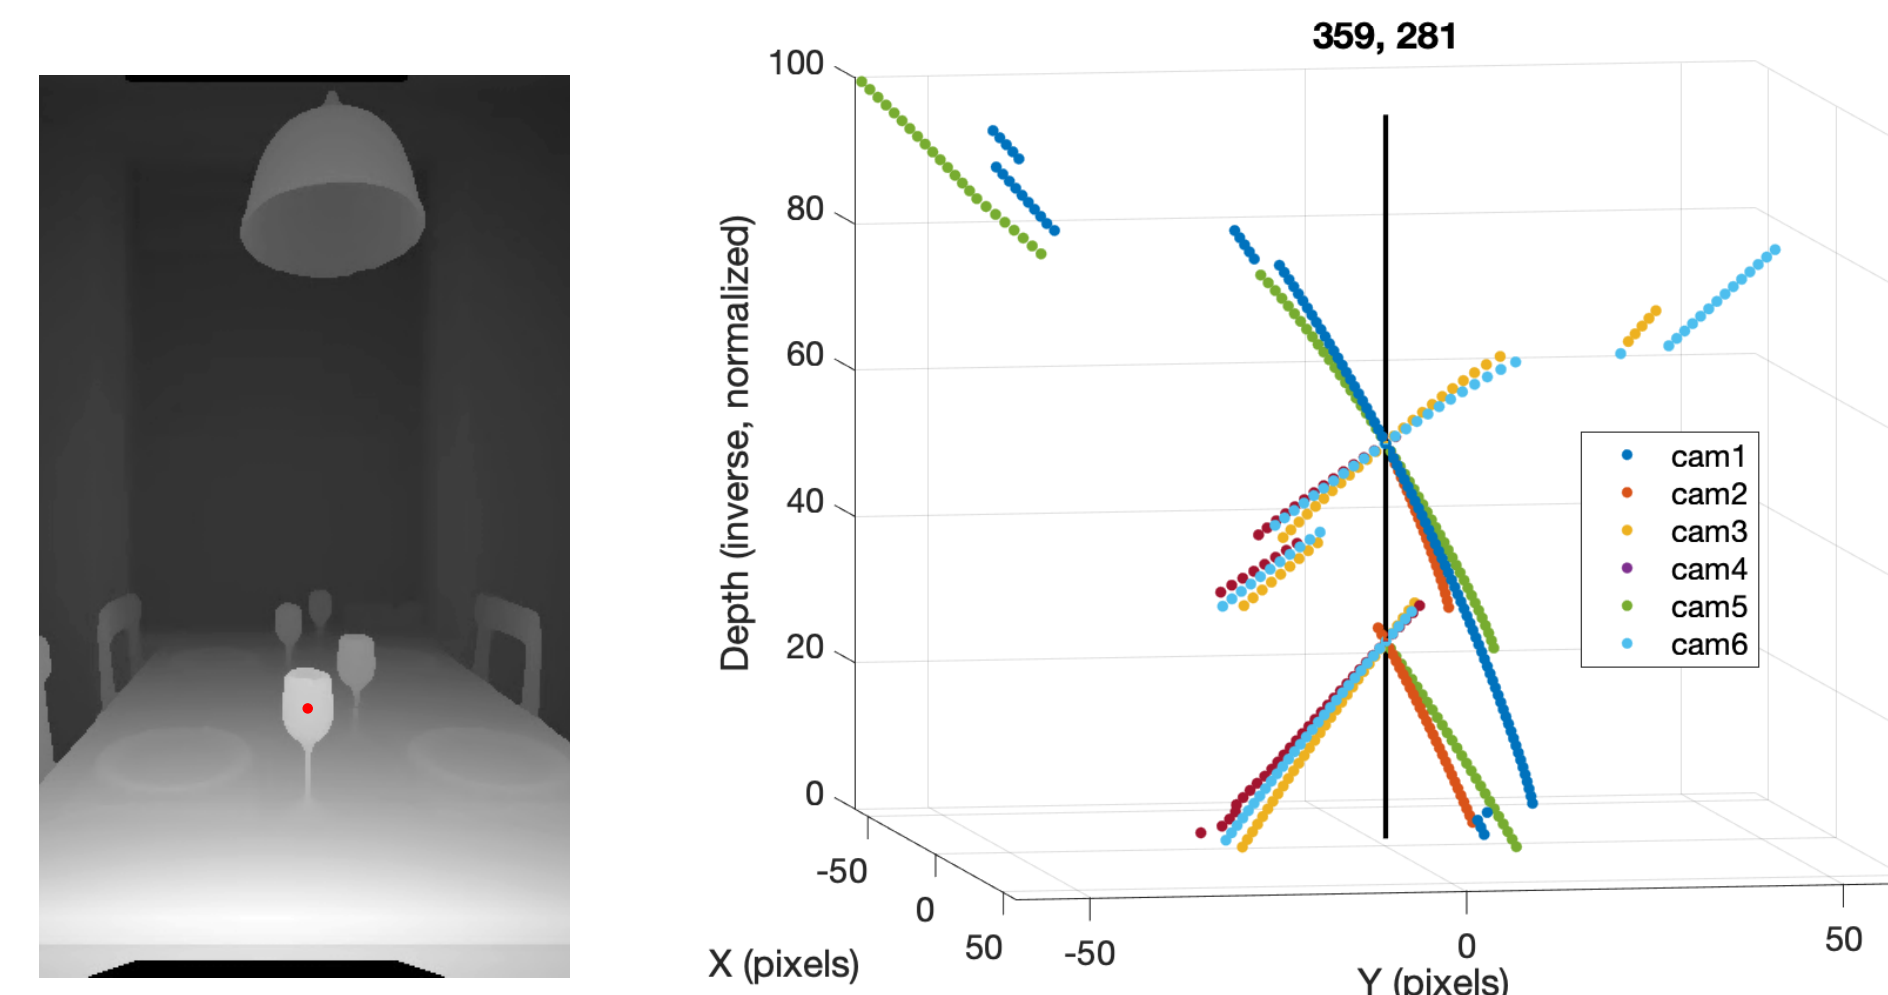 359, 281
100
80
60
40
20
0
Depth (inverse, normalized)
-50
0
50
X (pixels)
-50
0
50
Y (pixels)
cam1
cam2
cam3
cam4
cam5
cam6